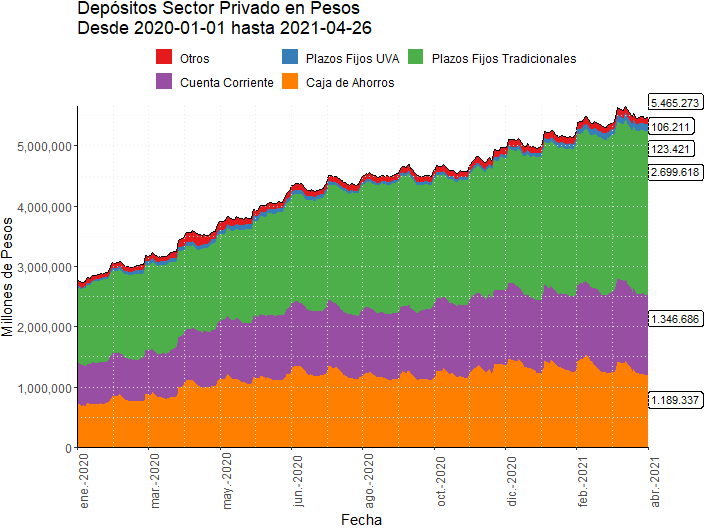 Depósitos Sector Privado en Pesos
Desde 2020-01-01 hasta 2021-04-26
Otros
Plazos Fijos UVA
Plazos Fijos Tradicionales
Cuenta Corriente
Caja de Ahorros
Millones de Pesos
5,000,000
4,000,000
3,000,000
2,000,000
1,000,000
0
5.465.273
106.211
123.421
2.699.618
1.346.686
1.189.337
ene.-2020
mar.-2020
may.-2020
jun.-2020
ago.-2020
oct.-2020
dic.-2020
feb.-2021
abr.-2021
Fecha